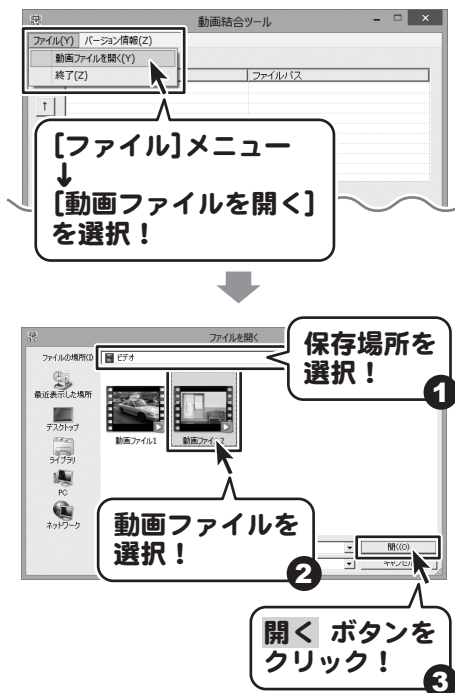 動画結合ツール
ファイル(Y) バージョン情報(Z)
動画ファイルを開く(Y)
終了(Z)
ファイルパス
↑
[ファイル]メニュー
↓
[動画ファイルを開く]
を選択！
ファイルを開く
ファイルの場所(I)
ビデオ
保存場所を
選択！
1
最近表示した場所
デスクトップ
ライブラリ
PC
ネットワーク
動画ファイル1
動画ファイル2
動画ファイルを
選択！
2
開く(O)
キャンセル
開く ボタンを
クリック！
3